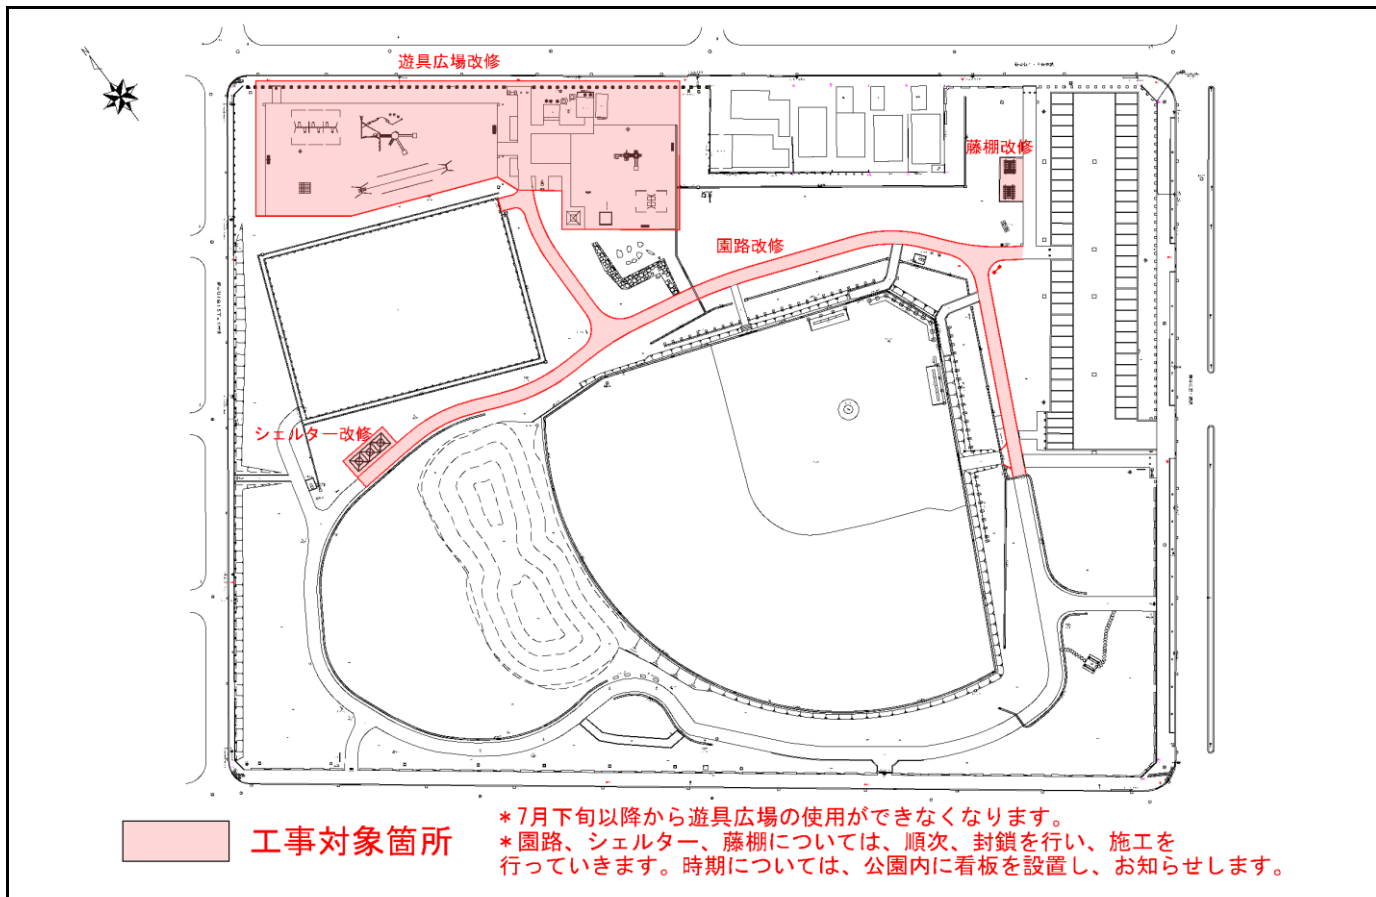 N
遊具広場改修
藤棚改修
園路改修
シェルター改修
工事対象箇所
*7月下旬以降から遊具広場の使用ができなくなります。
*園路、シェルター、藤棚については、順次、封鎖を行い、施工を
行っていきます。時期については、公園内に看板を設置し、お知らせします。